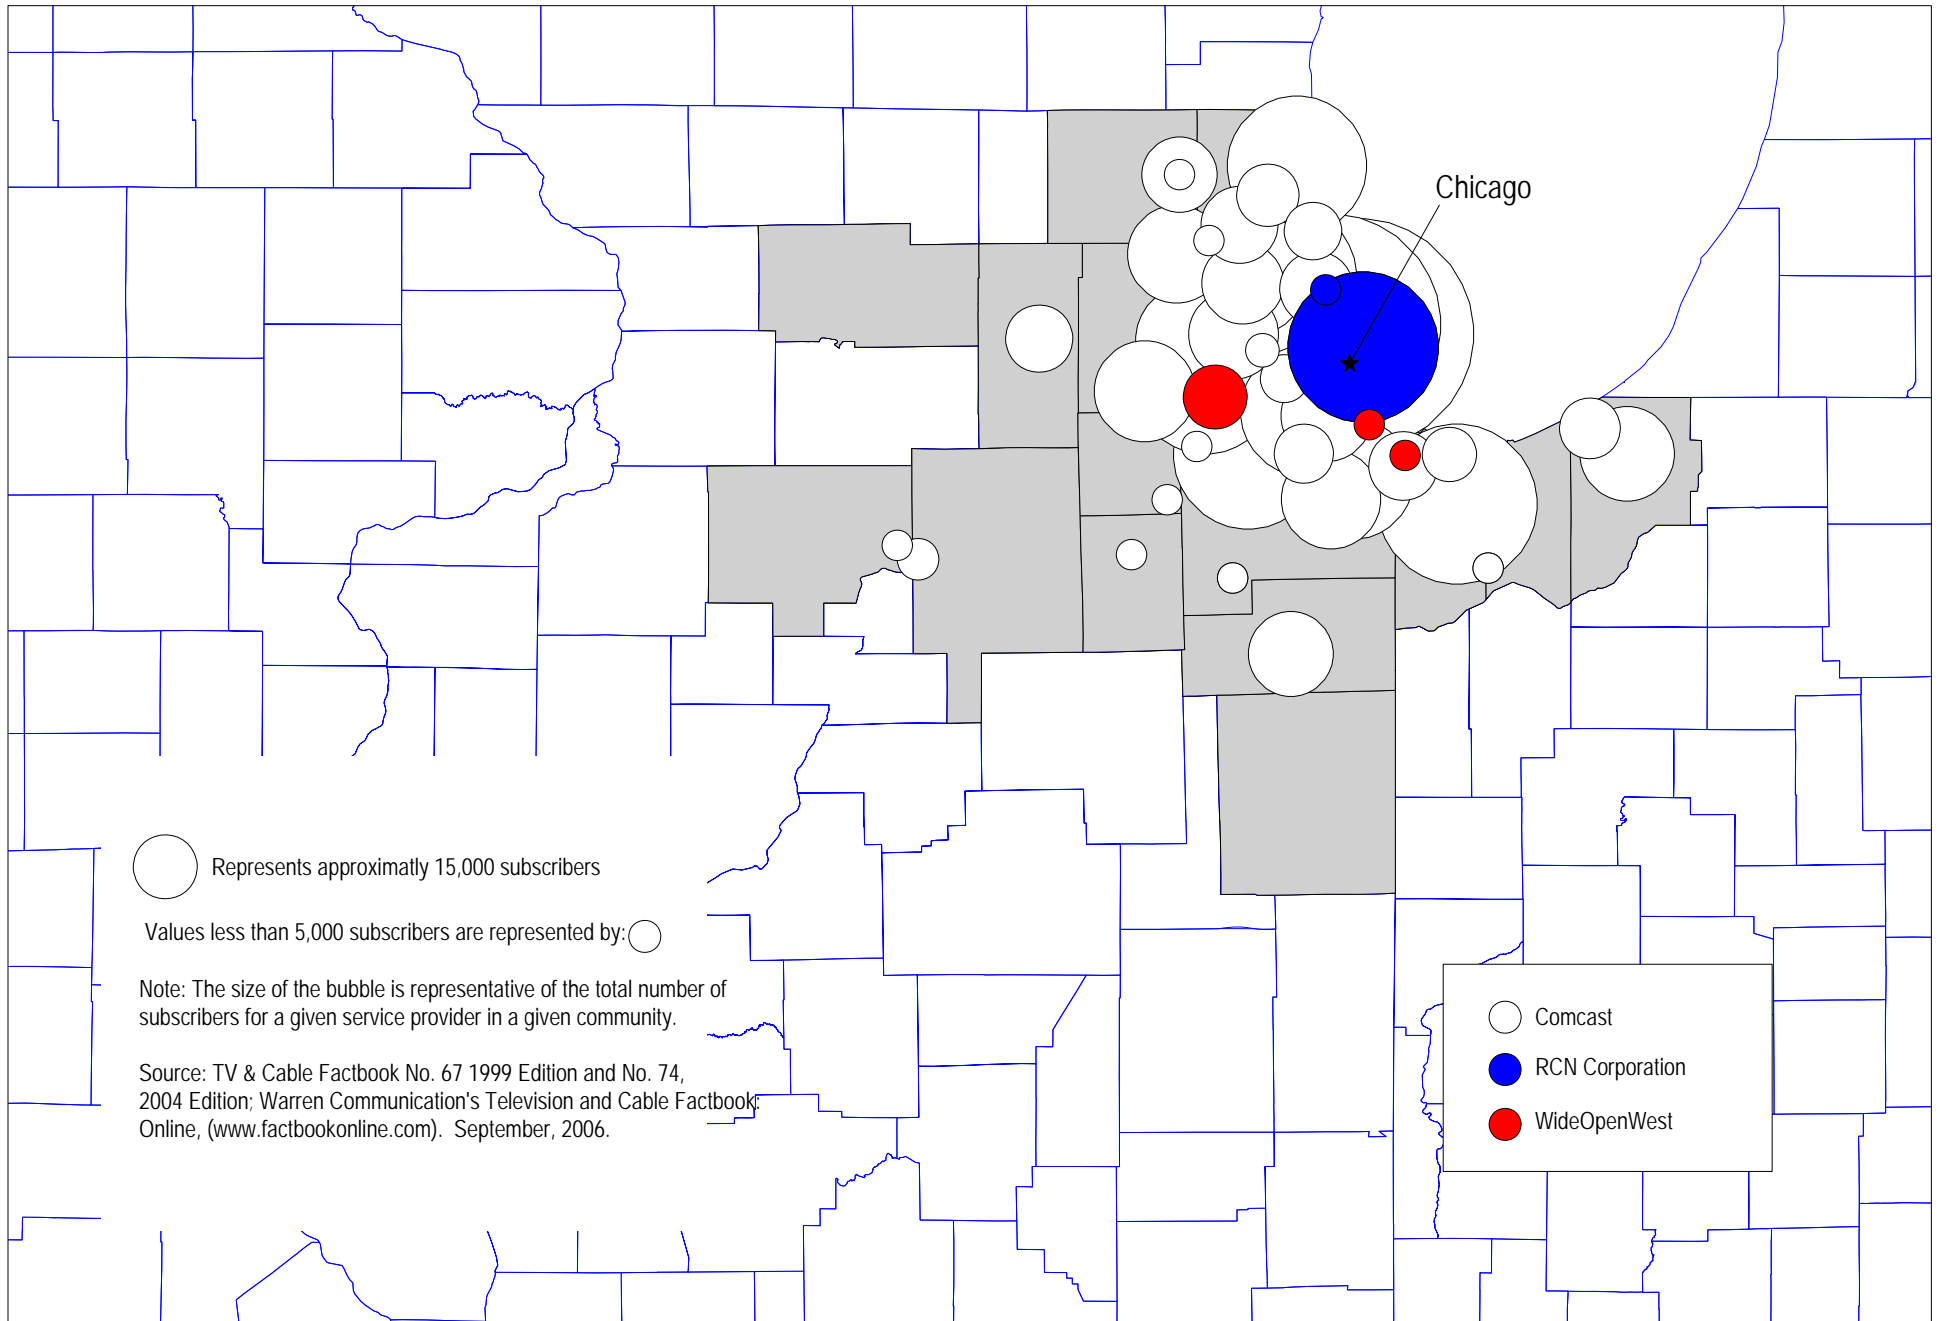 Chicago
Represents approximatly 15,000 subscribers
Values less than 5,000 subscribers are represented by:
Note: The size of the bubble is representative of the total number of
subscribers for a given service provider in a given community.
Source: TV & Cable Factbook No. 67 1999 Edition and No. 74,
2004 Edition; Warren Communication's Television and Cable Factbook:
Online, (www.factbookonline.com).  September, 2006.
Comcast
RCN Corporation
WideOpenWest